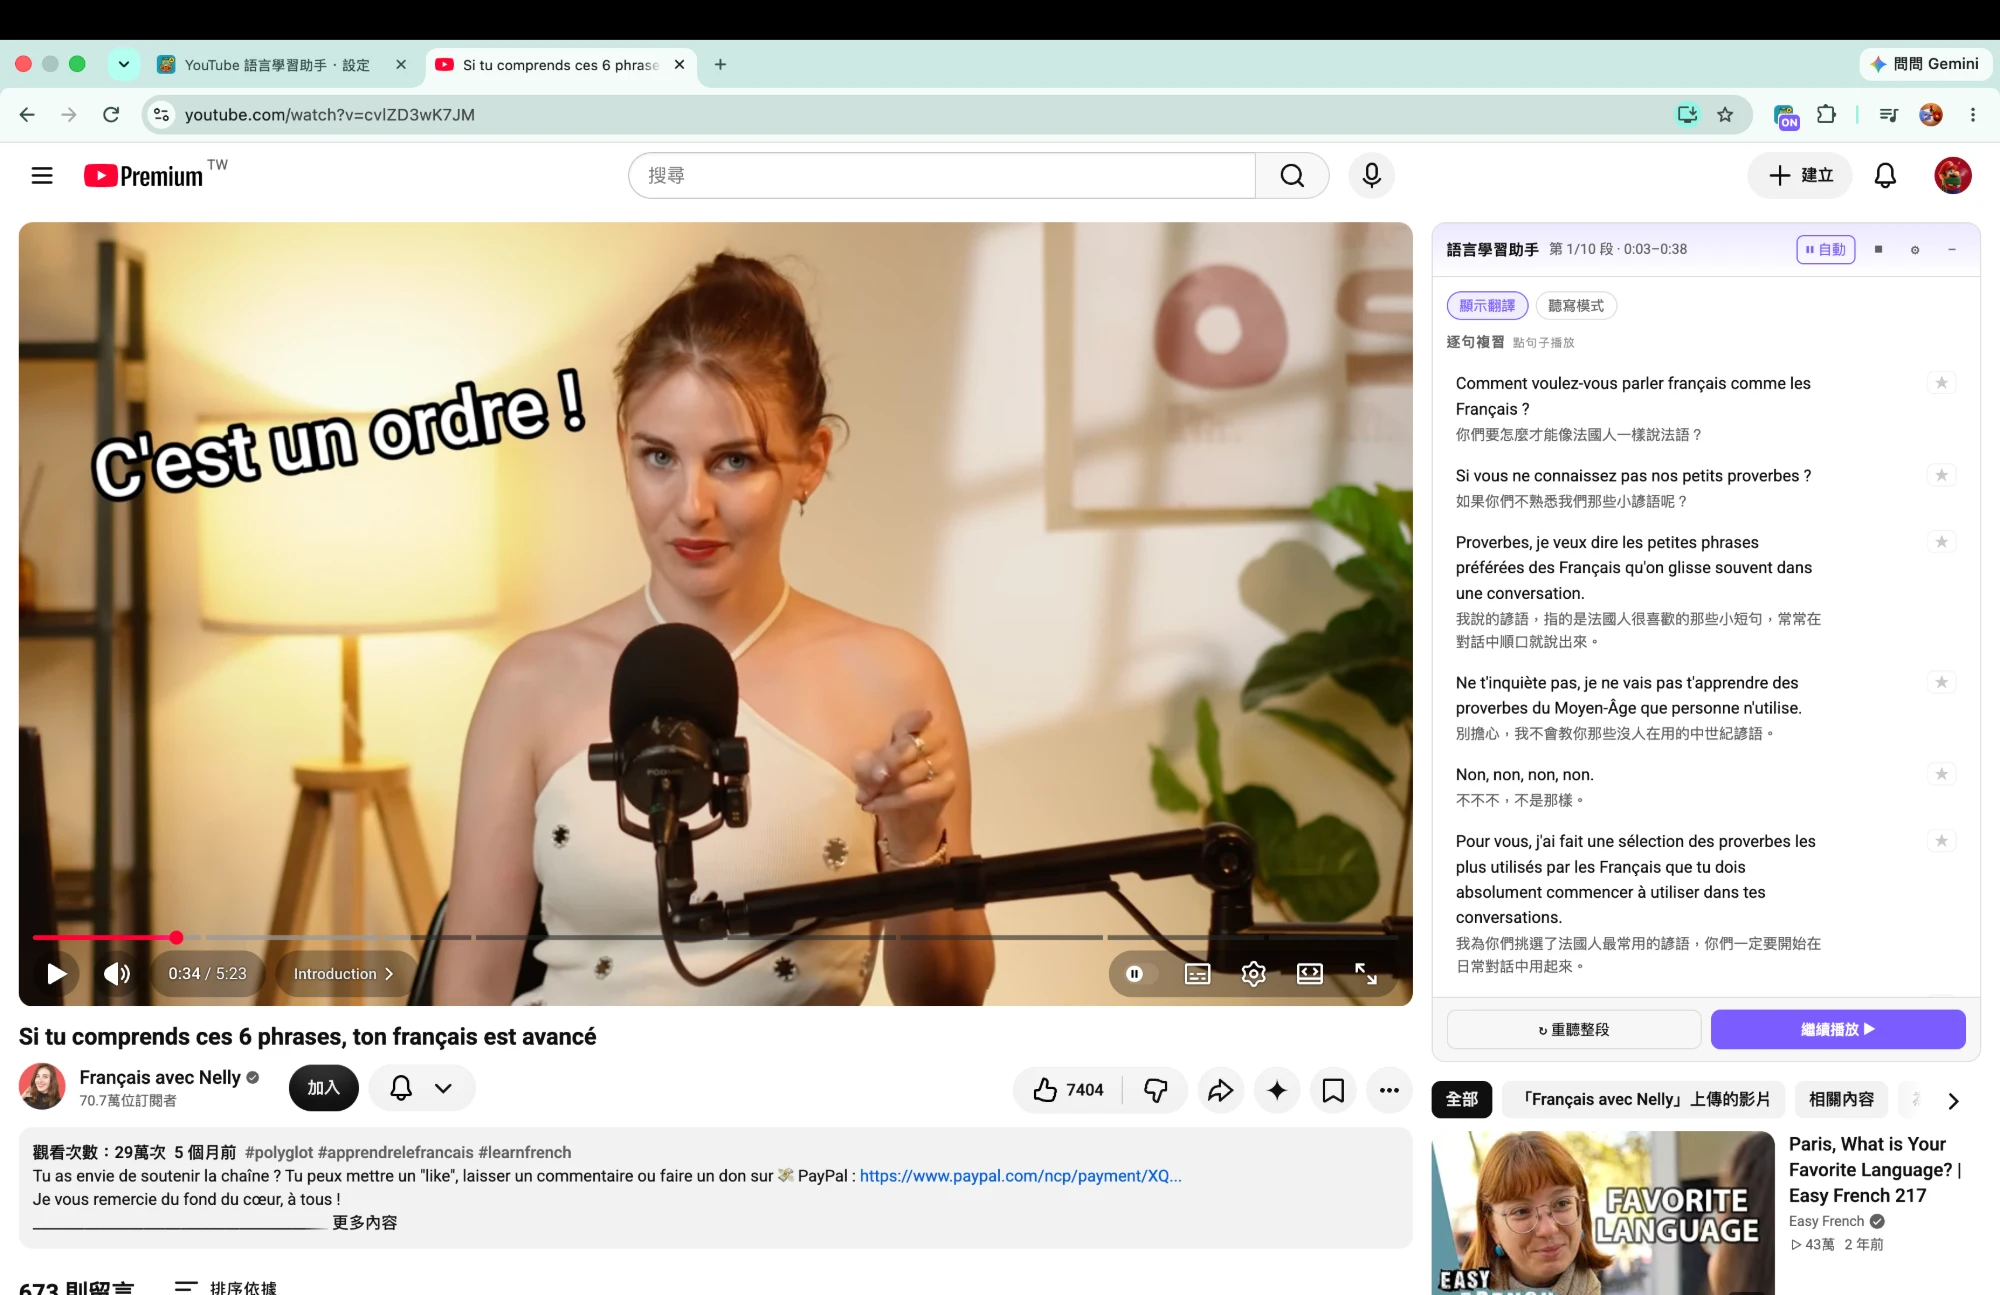 YouTube 語言學習助手 · 設定
Si tu comprends ces 6 phrase
問問 Gemini
youtube.com/watch?v=cvlZD3wK7JM
ON
Premium TW
搜尋
建立
C'est un ordre !
PODMIC
0:34 / 5:23
Introduction
語言學習助手 第 1/10 段 · 0:03–0:38
自動
顯示翻譯 聽寫模式
逐句複習 點句子播放
Comment voulez-vous parler français comme les
Français ?
你們要怎麼才能像法國人一樣說法語？
Si vous ne connaissez pas nos petits proverbes ?
如果你們不熟悉我們那些小諺語呢？
Proverbes, je veux dire les petites phrases
préférées des Français qu'on glisse souvent dans
une conversation.
我說的諺語，指的是法國人很喜歡的那些小短句，常常在
對話中順口就說出來。
Ne t'inquiète pas, je ne vais pas t'apprendre des
proverbes du Moyen-Âge que personne n'utilise.
別擔心，我不會教你那些沒人在用的中世紀諺語。
Non, non, non, non.
不不不，不是那樣。
Pour vous, j'ai fait une sélection des proverbes les
plus utilisés par les Français que tu dois
absolument commencer à utiliser dans tes
conversations.
我為你們挑選了法國人最常用的諺語，你們一定要開始在
日常對話中用起來。
↻ 重聽整段
繼續播放 ▶
Si tu comprends ces 6 phrases, ton français est avancé
Français avec Nelly
70.7萬位訂閱者
加入
7404
觀看次數：29萬次 5 個月前 #polyglot #apprendrelefrancais #learnfrench
Tu as envie de soutenir la chaîne ? Tu peux mettre un "like", laisser un commentaire ou faire un don sur 💸 PayPal : https://www.paypal.com/ncp/payment/XQ...
Je vous remercie du fond du cœur, à tous !
更多內容
673 則留言
排序依據
全部
「Français avec Nelly」上傳的影片
相關內容
FAVORITE
LANGUAGE
EASY
FRENCH
Paris, What is Your
Favorite Language? |
Easy French 217
Easy French
43萬 2 年前